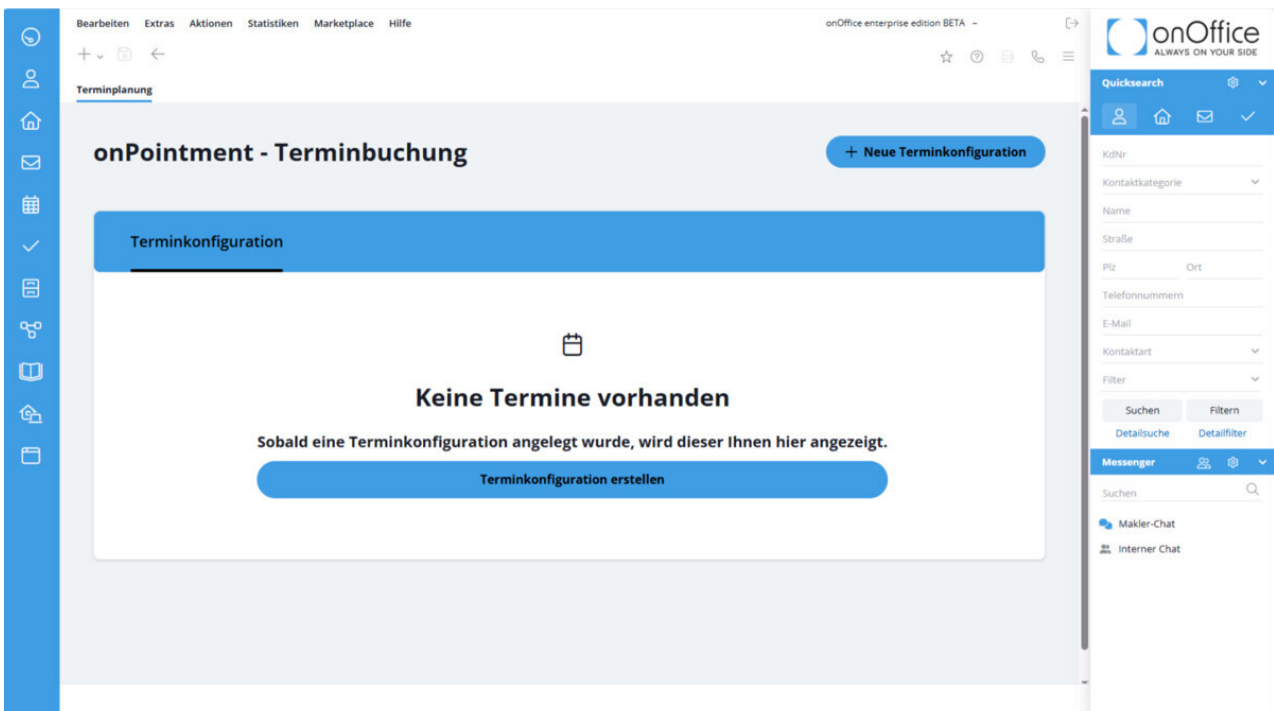 Bearbeiten Extras Aktionen Statistiken Marketplace Hilfe
onOffice enterprise edition BETA -
Terminplanung
onPointment - Terminbuchung
+ Neue Terminkonfiguration
Terminkonfiguration
Keine Termine vorhanden
Sobald eine Terminkonfiguration angelegt wurde, wird dieser Ihnen hier angezeigt.
Terminkonfiguration erstellen
onOffice
ALWAYS ON YOUR SIDE
Quicksearch
KdNr
Kontaktkategorie
Name
Straße
Plz Ort
Telefonnummern
E-Mail
Kontaktart
Filter
Suchen Filtern
Detailsuche Detailfilter
Messenger
Suchen
Makler-Chat
Interner Chat